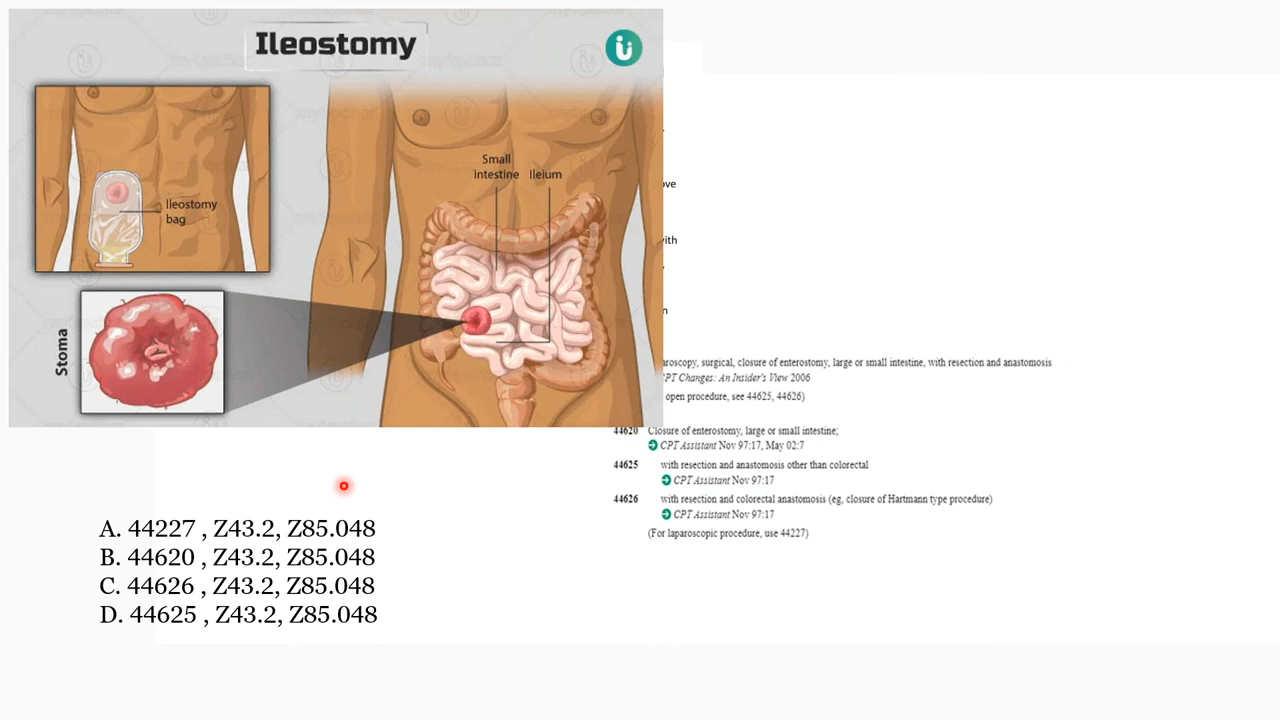 Ileostomy
Small
intestine Ileium
Ileostomy
bag
Stoma
ove
with
n
aroscopy, surgical, closure of enterostomy, large or small intestine, with resection and anastomosis
CPT Changes: An Insider's View 2006
open procedure, see 44625, 44626)
44620 Closure of enterostomy, large or small intestine;
CPT Assistant Nov 97:17, May 02:7
44625 with resection and anastomosis other than colorectal
CPT Assistant Nov 97:17
44626 with resection and colorectal anastomosis (eg, closure of Hartmann type procedure)
CPT Assistant Nov 97:17
(For laparoscopic procedure, use 44227)
A. 44227 , Z43.2, Z85.048
B. 44620 , Z43.2, Z85.048
C. 44626 , Z43.2, Z85.048
D. 44625 , Z43.2, Z85.048